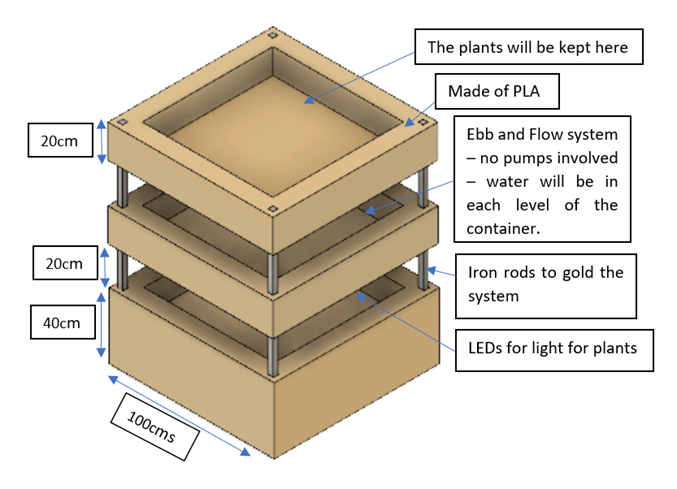 The plants will be kept here
Made of PLA
20cm
Ebb and Flow system
– no pumps involved
– water will be in
each level of the
container.
20cm
Iron rods to gold the
system
40cm
LEDs for light for plants
100cms